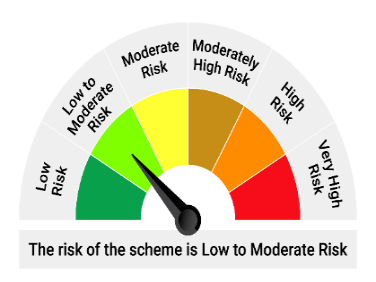 Low
Risk
Low to
Moderate
Risk
Moderate
Risk
Moderately
High Risk
High
Risk
Very High
Risk
The risk of the scheme is Low to Moderate Risk